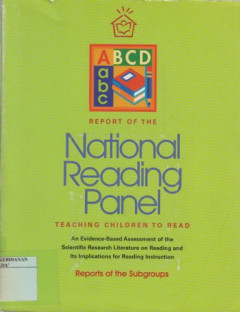 ABCD
a
b
c
REPORT OF THE
National
Reading
Panel
TEACHING CHILDREN TO READ
An Evidence-Based Assessment of the
Scientific Research Literature on Reading and
Its Implications for Reading Instruction
Reports of the Subgroups